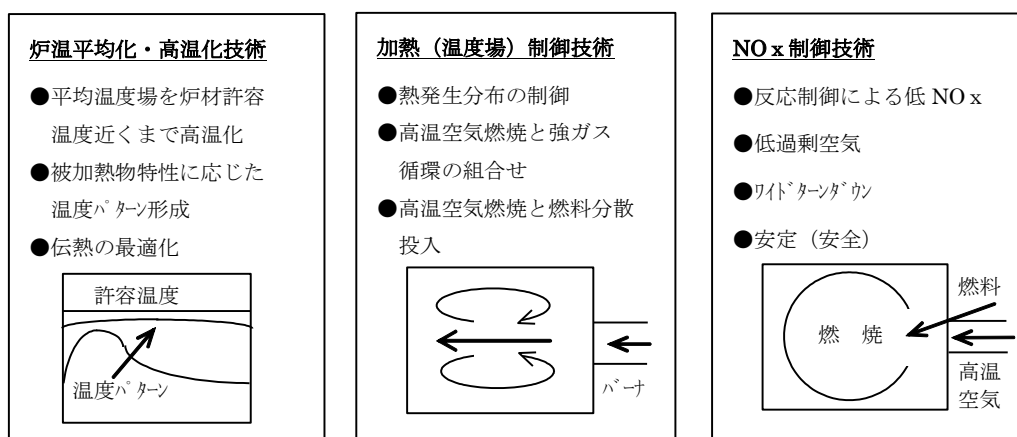 炉温平均化・高温化技術
●平均温度場を炉材許容
温度近くまで高温化
●被加熱物特性に応じた
温度ﾊﾟﾀｰﾝ形成
●伝熱の最適化
許容温度
温度ﾊﾟﾀｰﾝ
加熱（温度場）制御技術
●熱発生分布の制御
●高温空気燃焼と強ガス
循環の組合せ
●高温空気燃焼と燃料分散
投入
ﾊﾞｰﾅ
NOｘ制御技術
●反応制御による低 NOｘ
●低過剰空気
●ﾜｲﾄﾞﾀｰﾝﾀﾞｳﾝ
●安定（安全）
燃料
燃 焼
高温
空気